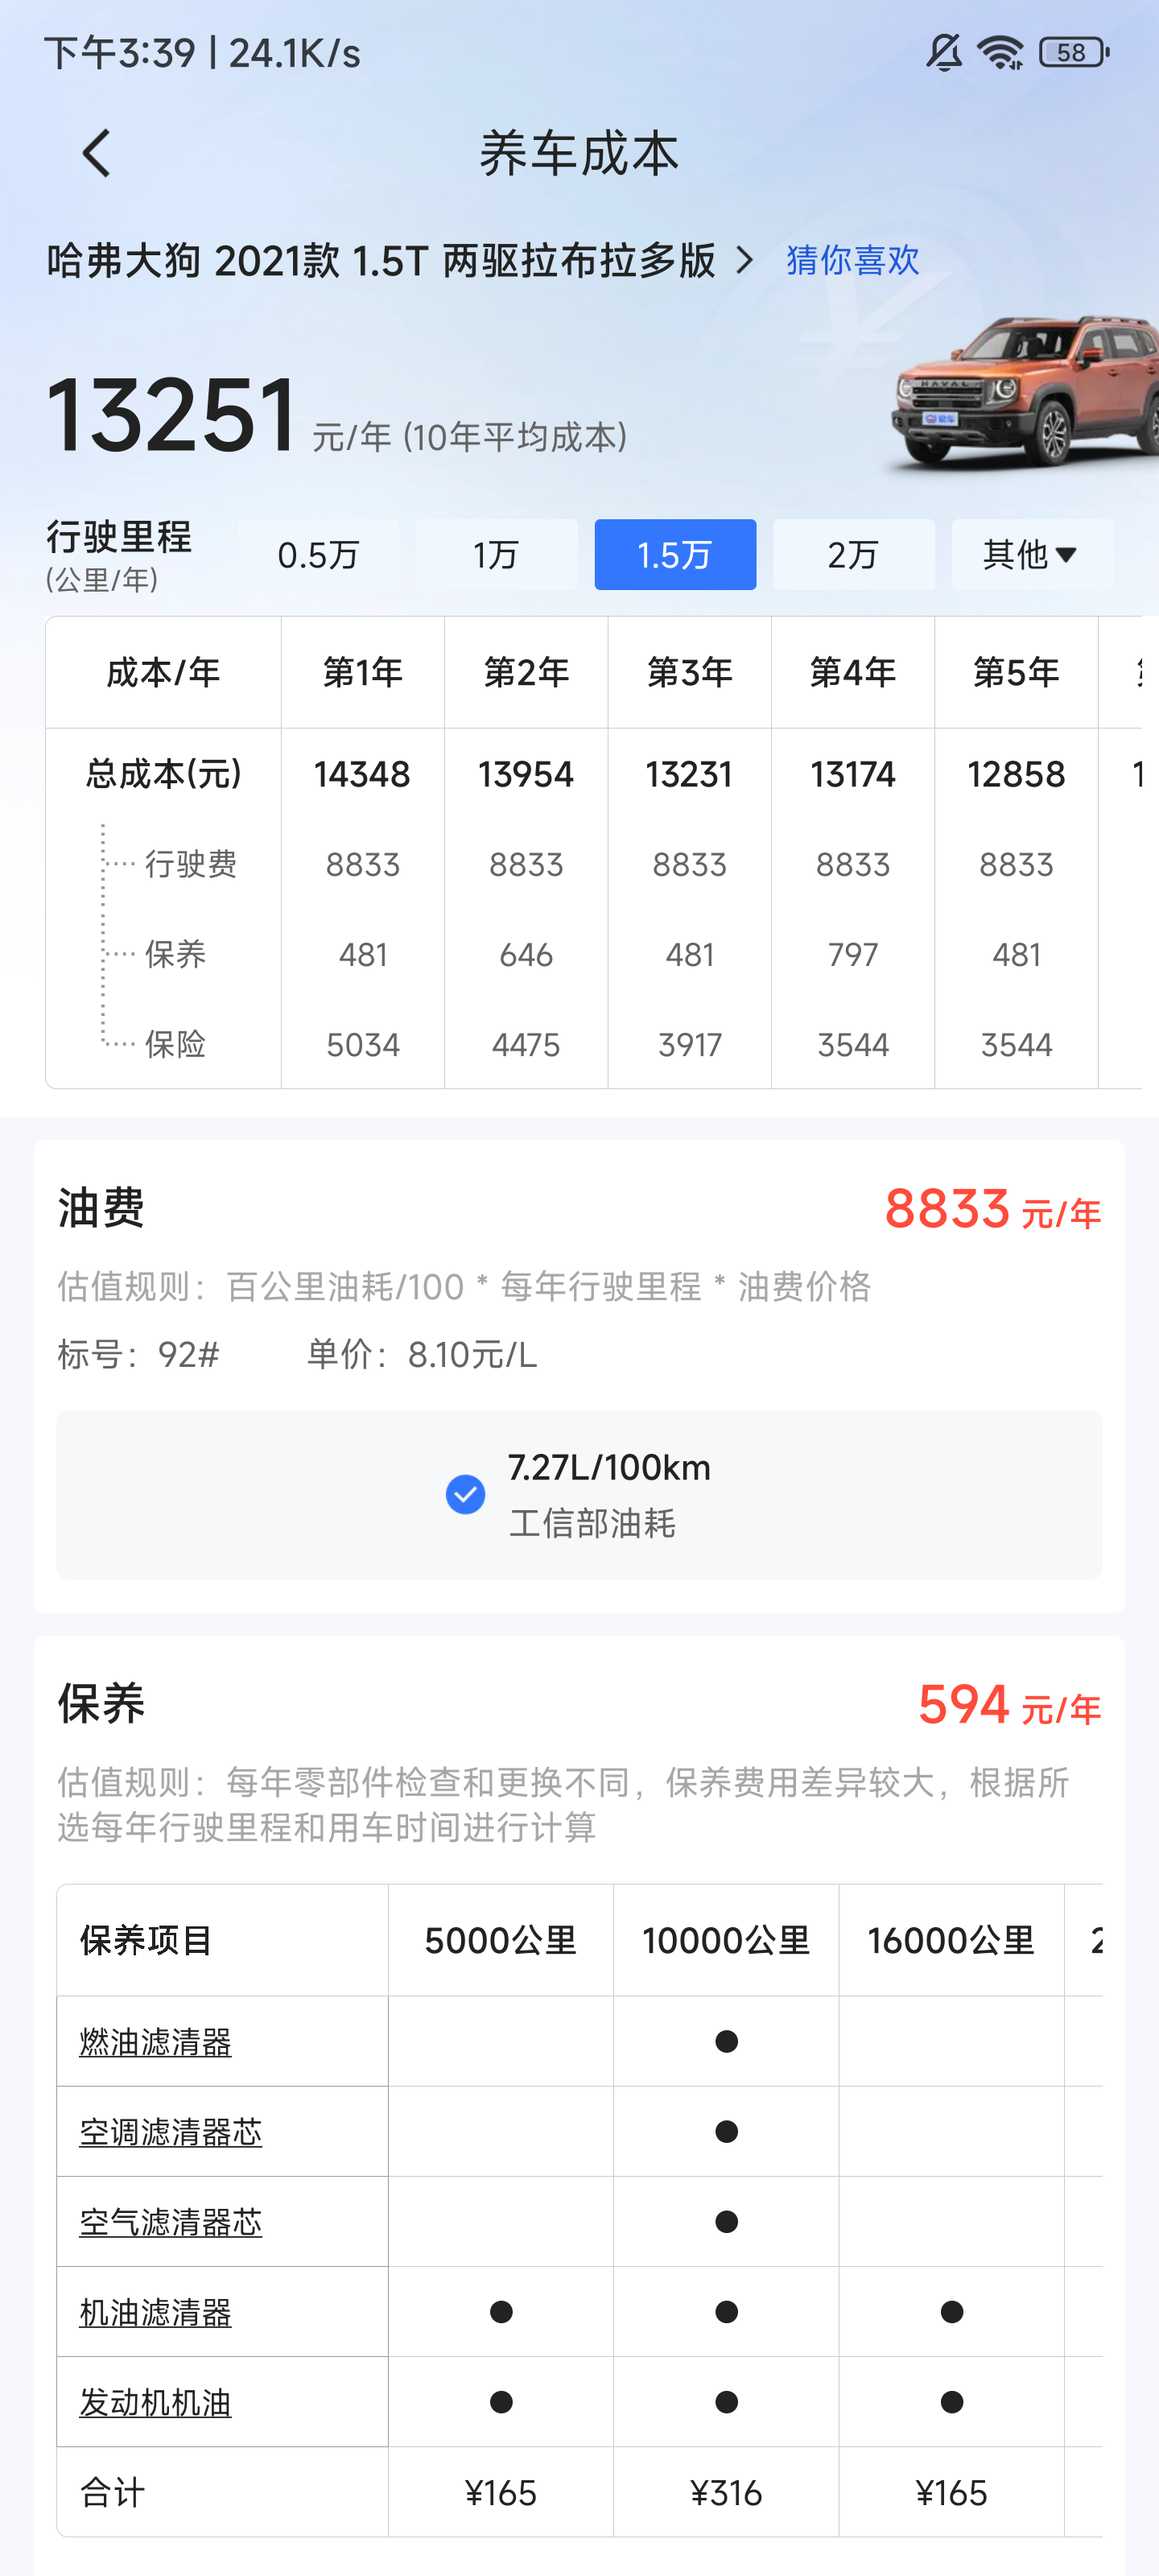 下午3:39 | 24.1K/s
58
养车成本
哈弗大狗 2021款 1.5T 两驱拉布拉多版 > 猜你喜欢
13251 元/年 (10年平均成本)
HAVAL
行驶里程 0.5万 1万 1.5万 2万 其他
(公里/年)
成本/年 第1年 第2年 第3年 第4年 第5年
总成本(元) 14348 13954 13231 13174 12858 1
行驶费 8833 8833 8833 8833 8833
保养 481 646 481 797 481
保险 5034 4475 3917 3544 3544
油费 8833 元/年
估值规则：百公里油耗/100 * 每年行驶里程 * 油费价格
标号：92# 单价：8.10元/L
7.27L/100km
工信部油耗
保养 594 元/年
估值规则：每年零部件检查和更换不同，保养费用差异较大，根据所
选每年行驶里程和用车时间进行计算
保养项目 5000公里 10000公里 16000公里 2
燃油滤清器 ●
空调滤清器芯 ●
空气滤清器芯 ●
机油滤清器 ● ● ●
发动机机油 ● ● ●
合计 ¥165 ¥316 ¥165